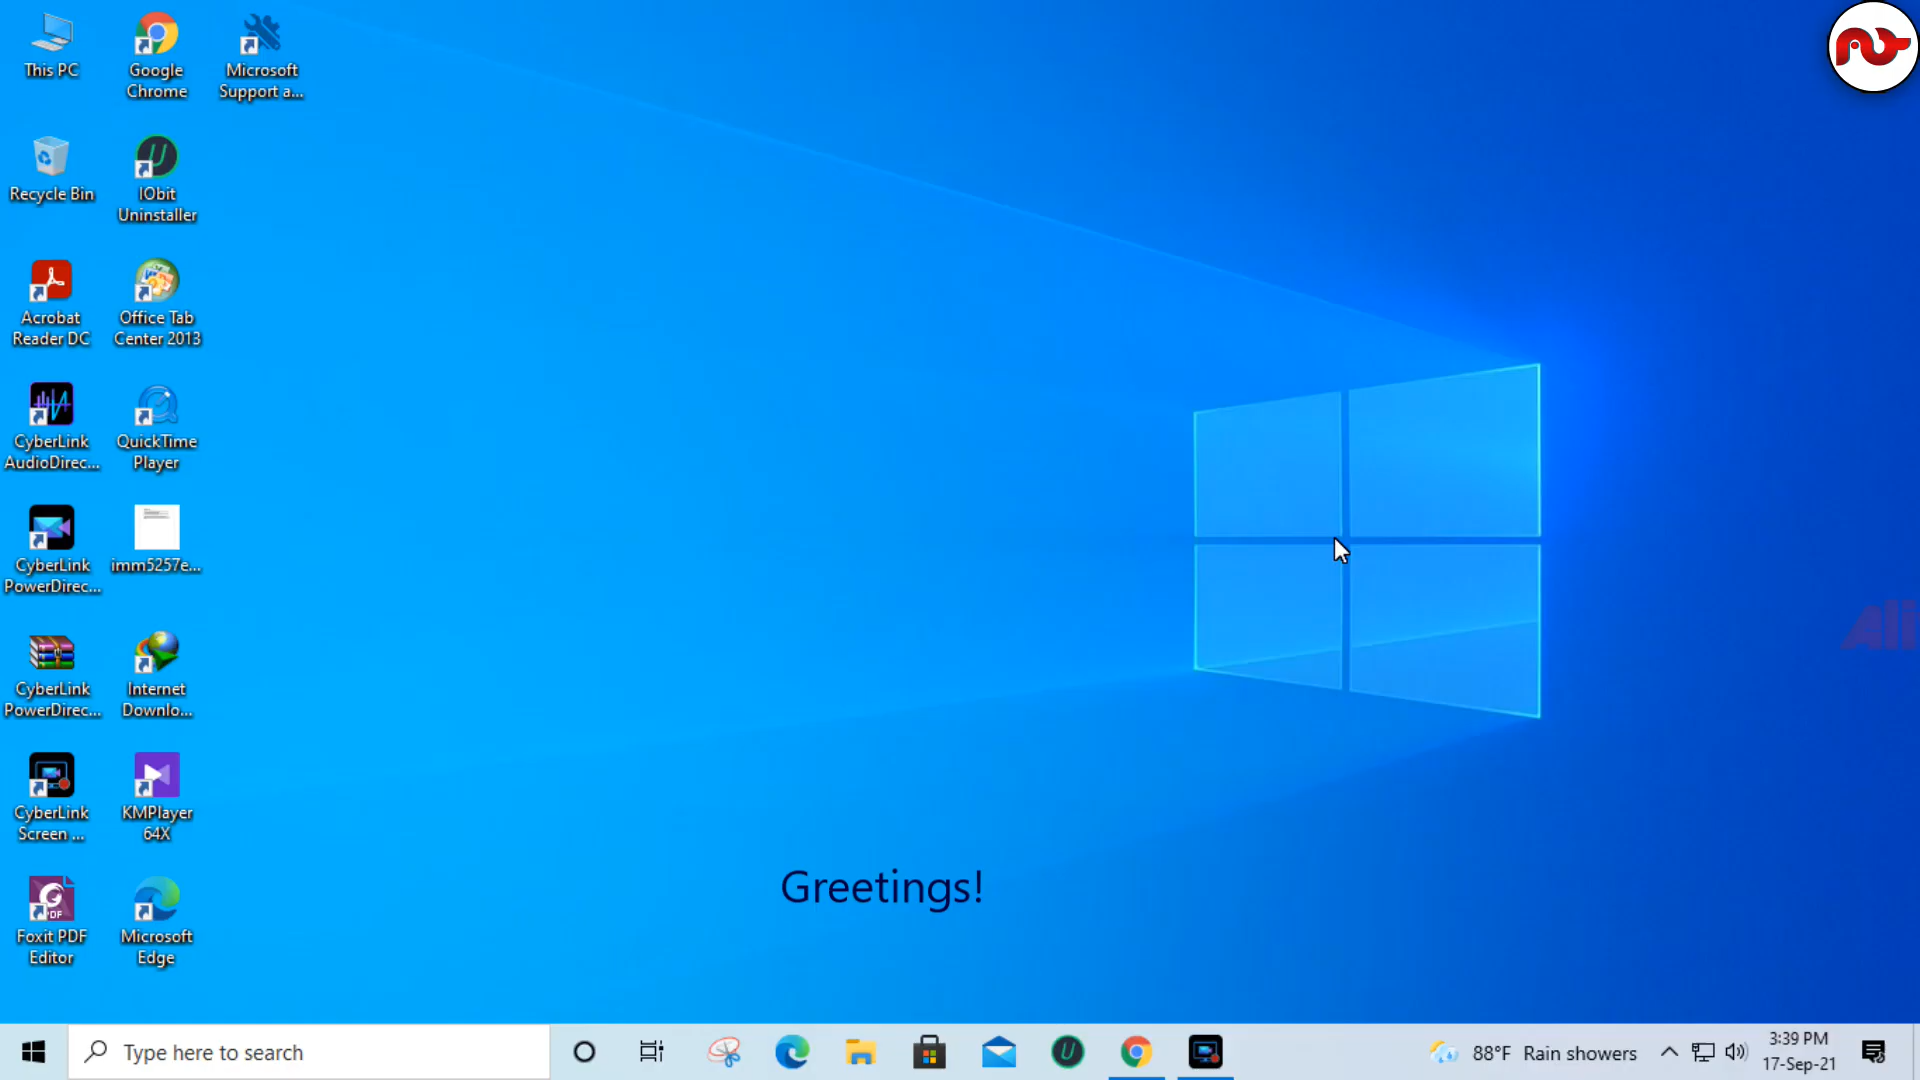 This PC
Google
Chrome
Microsoft
Support a...
Recycle Bin
IObit
Uninstaller
Acrobat
Reader DC
Office Tab
Center 2013
CyberLink
AudioDirec...
QuickTime
Player
CyberLink
PowerDirec...
imm5257e...
CyberLink
PowerDirec...
Internet
Downlo...
CyberLink
Screen ...
KMPlayer
64X
Foxit PDF
Editor
Microsoft
Edge
Ali
Greetings!
Type here to search
88°F Rain showers
3:39 PM
17-Sep-21